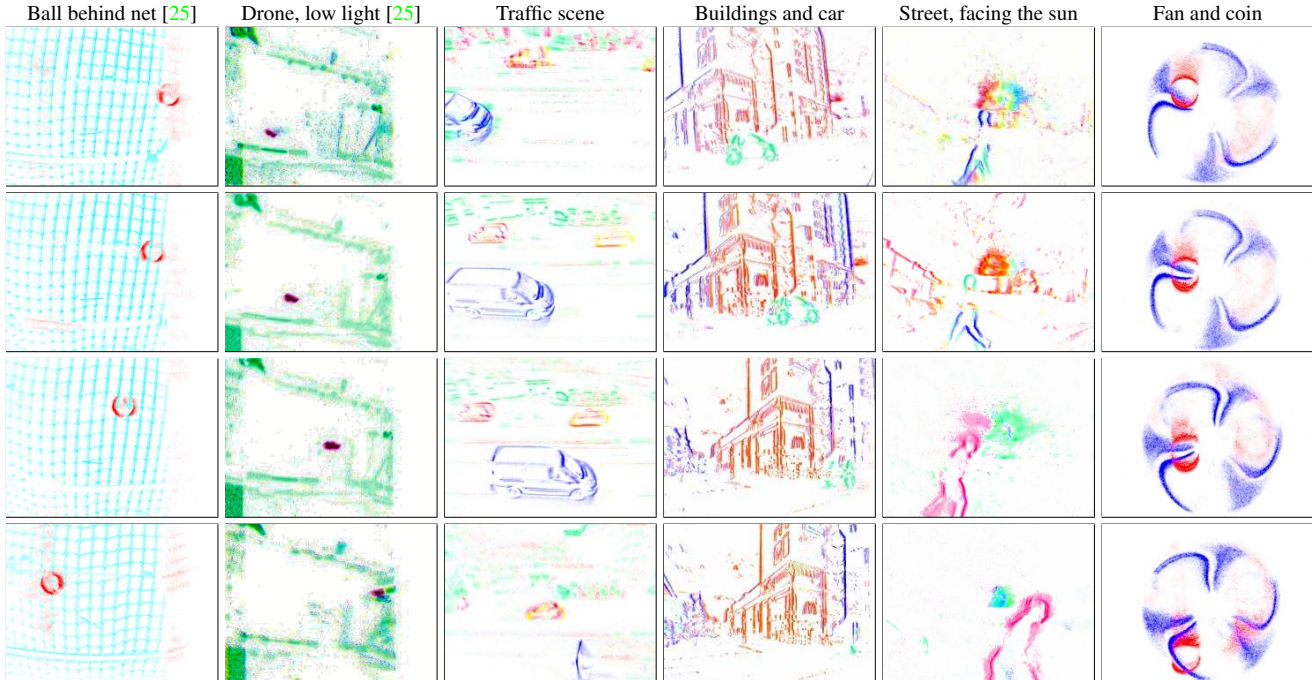 Ball behind net [25]
Drone, low light [25]
Traffic scene
Buildings and car
Street, facing the sun
Fan and coin